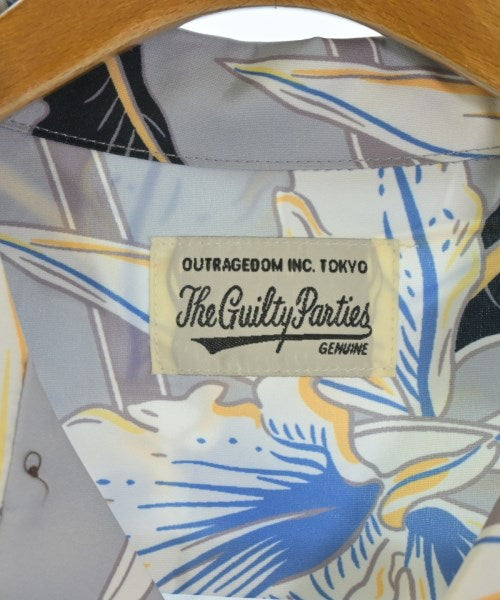 OUTRAGEDOM INC. TOKYO
The Guilty Parties
GENUINE